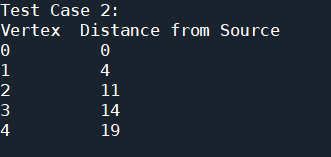 Test Case 2:
Vertex  Distance from Source
0         0
1         4
2         11
3         14
4         19